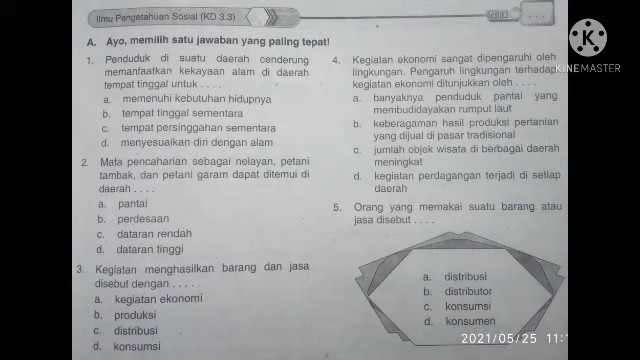 Ilmu Pengetahuan Sosial (KD 3.3)
Nilai
. . . .
A. Ayo, memilih satu jawaban yang paling tepat!
1. Penduduk di suatu daerah cenderung
memanfaatkan kekayaan alam di daerah
tempat tinggal untuk . . . .
a. memenuhi kebutuhan hidupnya
b. tempat tinggal sementara
c. tempat persinggahan sementara
d. menyesuaikan diri dengan alam
2. Mata pencaharian sebagai nelayan, petani
tambak, dan petani garam dapat ditemui di
daerah . . . .
a. pantai
b. perdesaan
c. dataran rendah
d. dataran tinggi
3. Kegiatan menghasilkan barang dan jasa
disebut dengan . . . .
a. kegiatan ekonomi
b. produksi
c. distribusi
d. konsumsi
4. Kegiatan ekonomi sangat dipengaruhi oleh
lingkungan. Pengaruh lingkungan terhadap
kegiatan ekonomi ditunjukkan oleh . . . .
a. banyaknya penduduk pantai yang
membudidayakan rumput laut
b. keberagaman hasil produksi pertanian
yang dijual di pasar tradisional
c. jumlah objek wisata di berbagai daerah
meningkat
d. kegiatan perdagangan terjadi di setiap
daerah
5. Orang yang memakai suatu barang atau
jasa disebut . . . .
a. distribusi
b. distributor
c. konsumsi
d. konsumen
KINEMASTER
2021/05/25 11:1